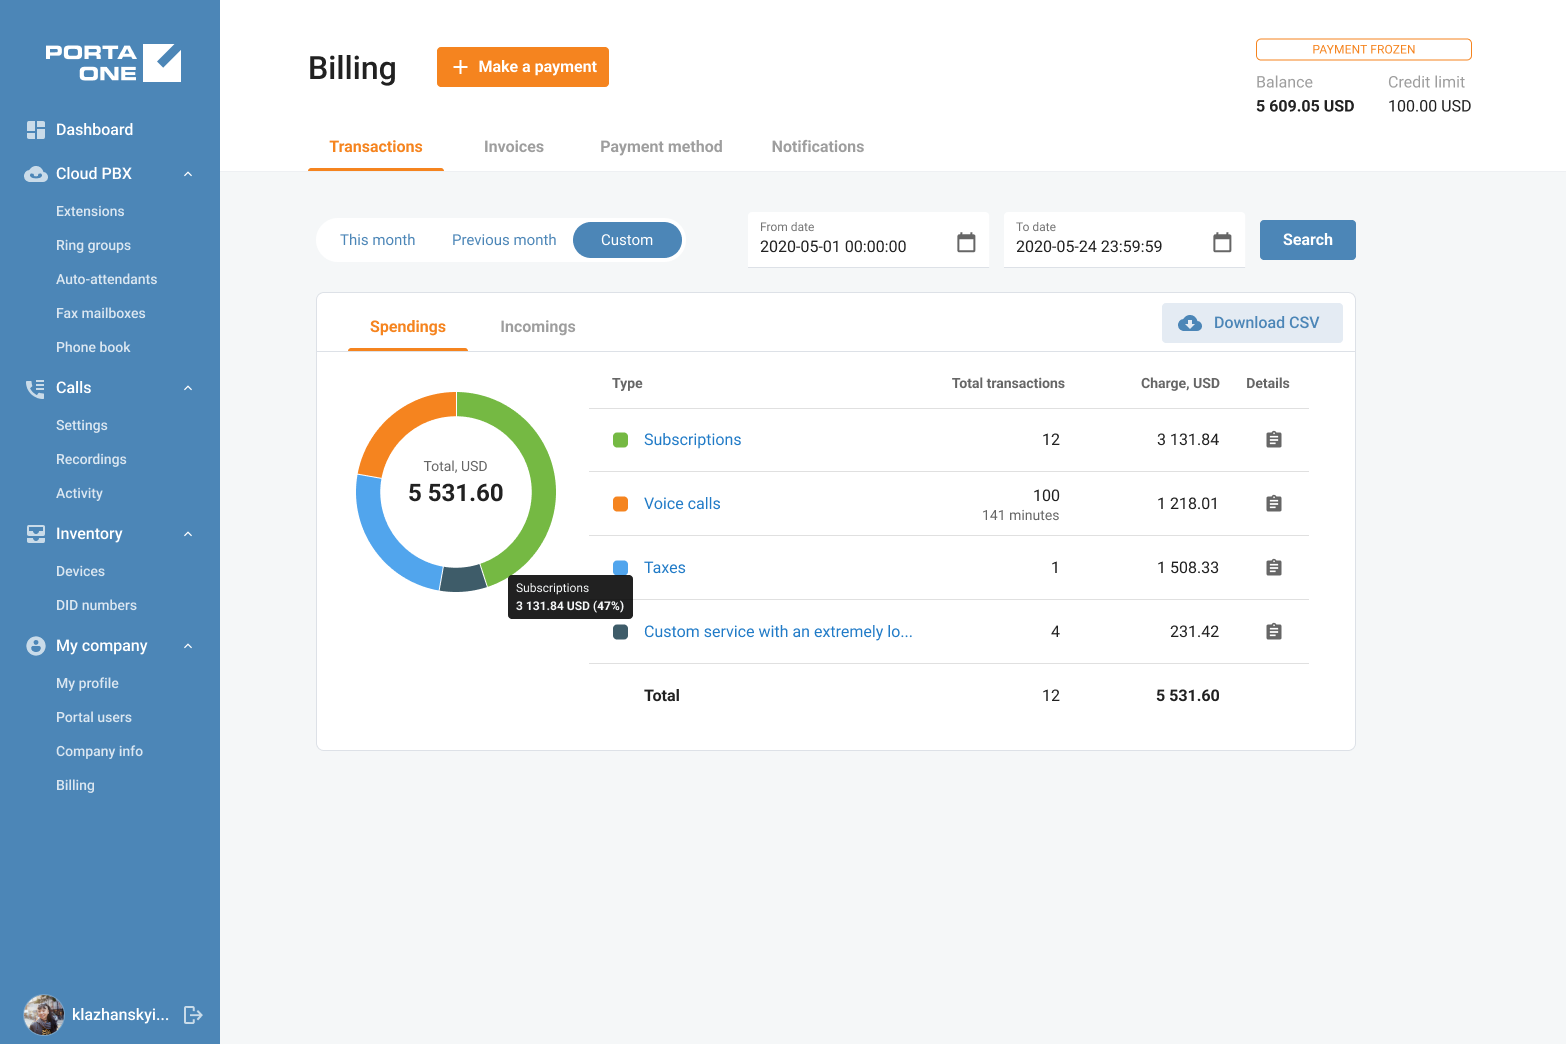 PORTA
ONE
Dashboard
Cloud PBX
Extensions
Ring groups
Auto-attendants
Fax mailboxes
Phone book
Calls
Settings
Recordings
Activity
Inventory
Devices
DID numbers
My company
My profile
Portal users
Company info
Billing
klazhanskyi...
Billing
+ Make a payment
PAYMENT FROZEN
Balance Credit limit
5 609.05 USD 100.00 USD
Transactions Invoices Payment method Notifications
This month Previous month Custom
From date
2020-05-01 00:00:00
To date
2020-05-24 23:59:59
Search
Spendings Incomings
Download CSV
Total, USD
5 531.60
Subscriptions
3 131.84 USD (47%)
Type Total transactions Charge, USD Details
Subscriptions 12 3 131.84
Voice calls 100 1 218.01
141 minutes
Taxes 1 1 508.33
Custom service with an extremely lo... 4 231.42
Total 12 5 531.60